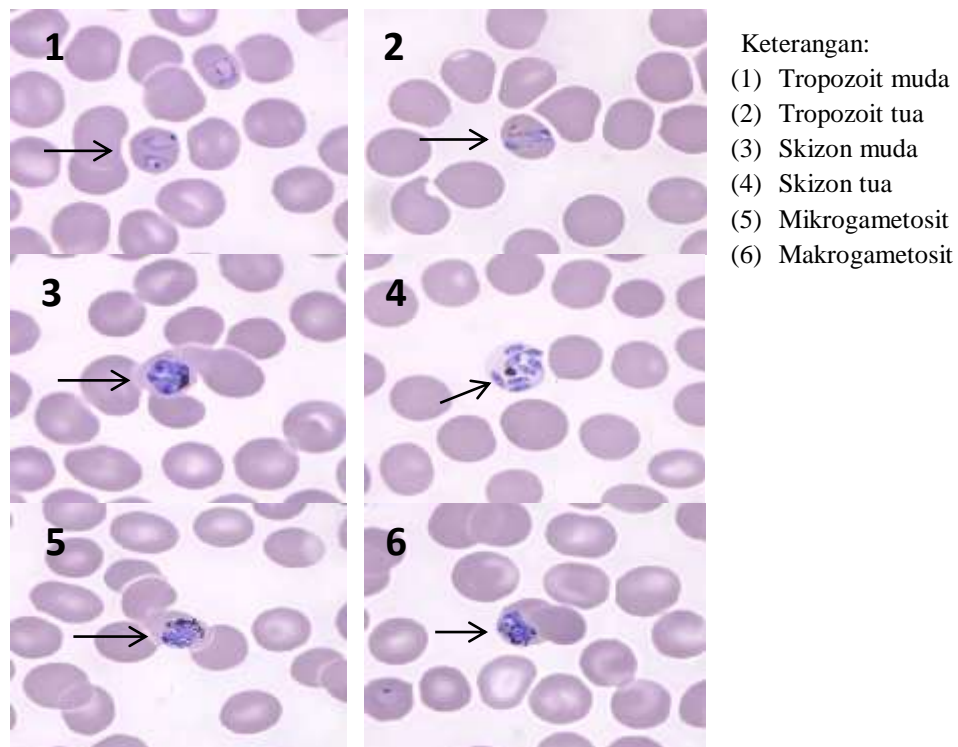 1
2
Keterangan:
(1) Tropozoit muda
(2) Tropozoit tua
(3) Skizon muda
(4) Skizon tua
(5) Mikrogametosit
(6) Makrogametosit
3
4
5
6